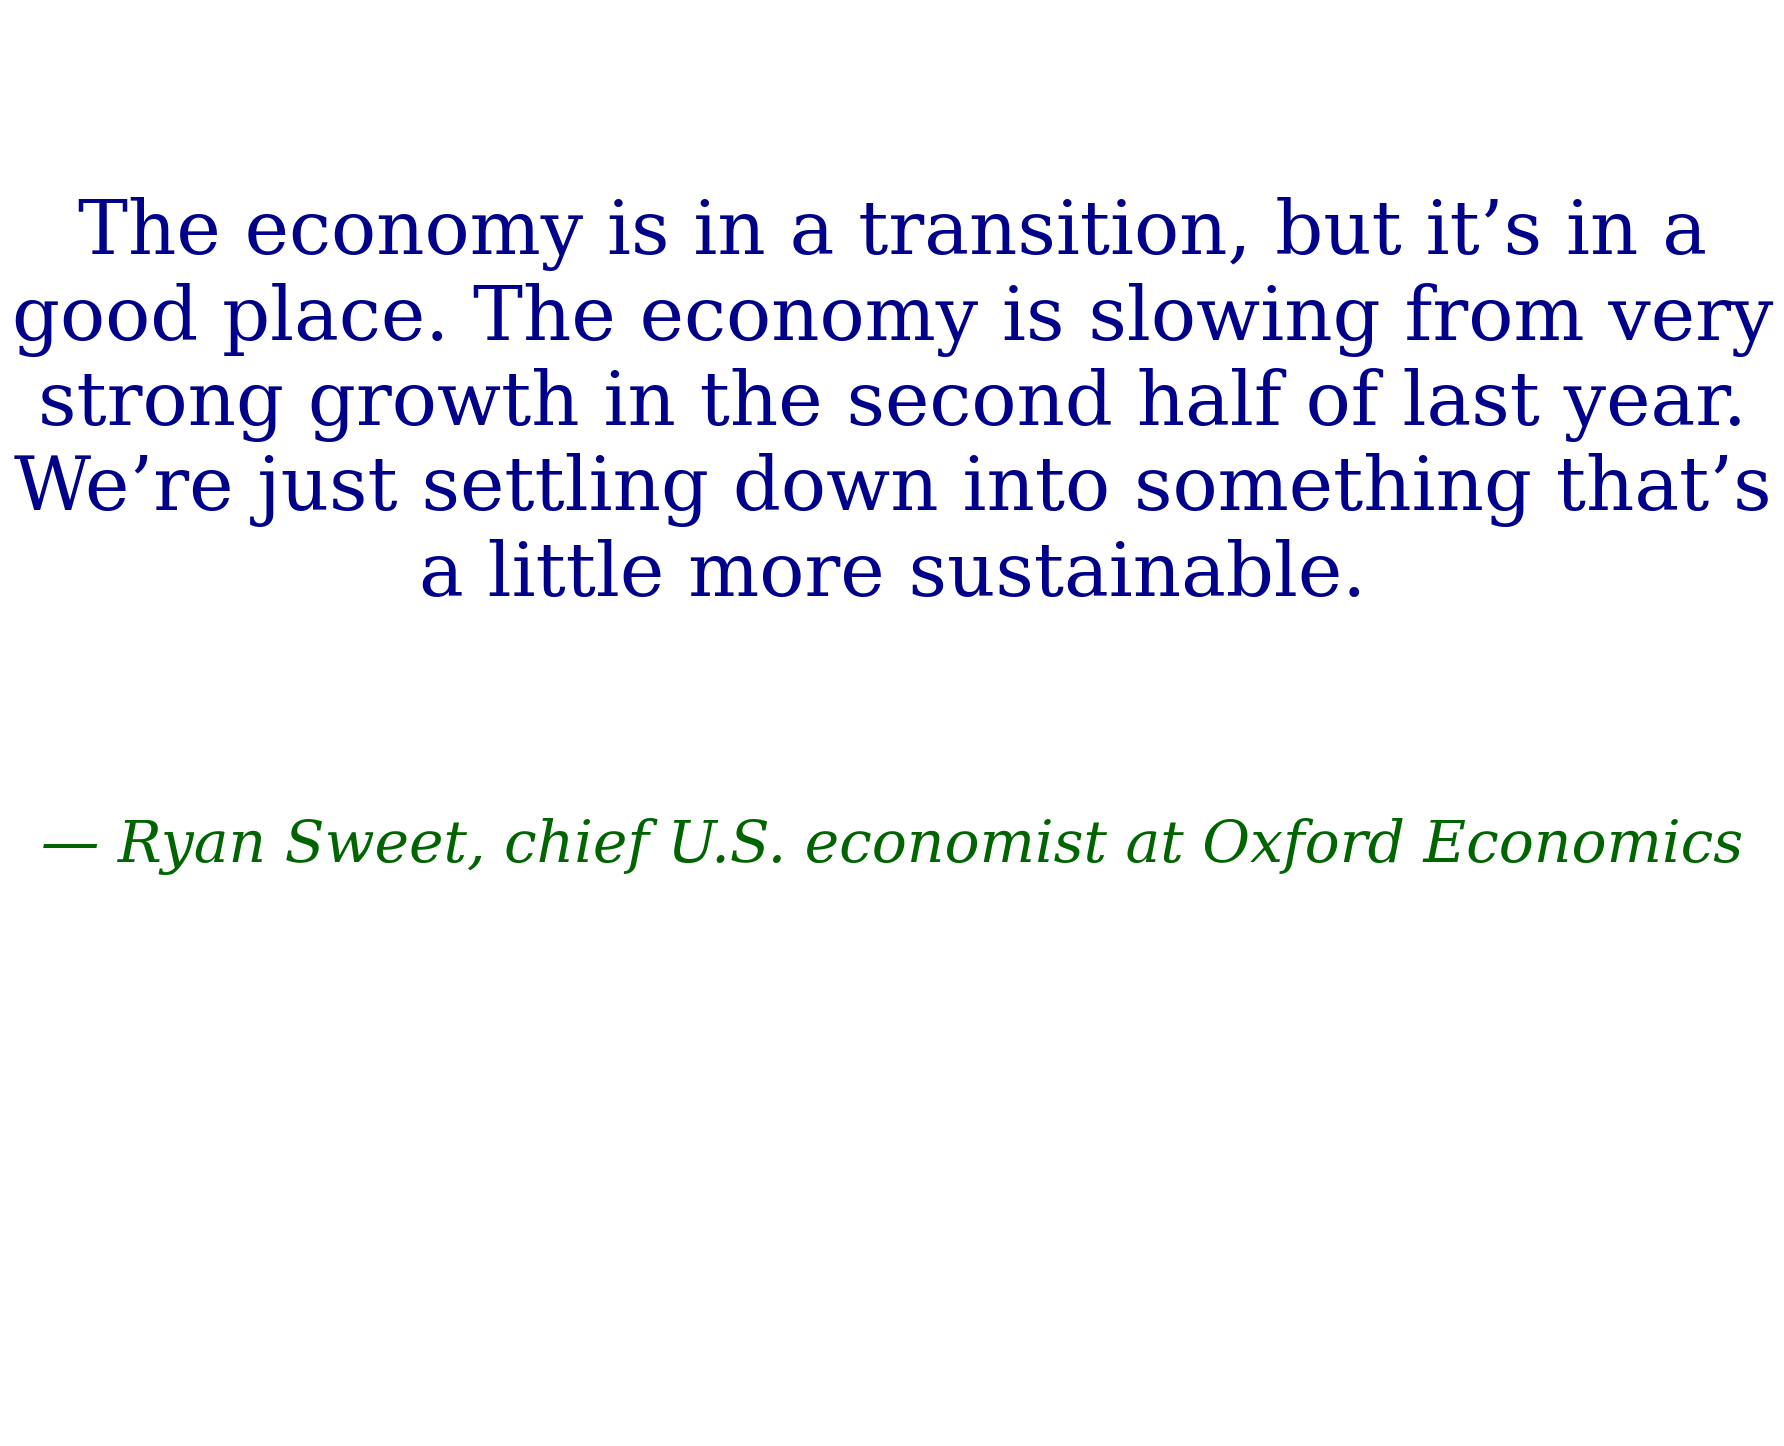 The economy is in a transition, but it’s in a
good place. The economy is slowing from very
strong growth in the second half of last year.
We’re just settling down into something that’s
a little more sustainable.
— Ryan Sweet, chief U.S. economist at Oxford Economics